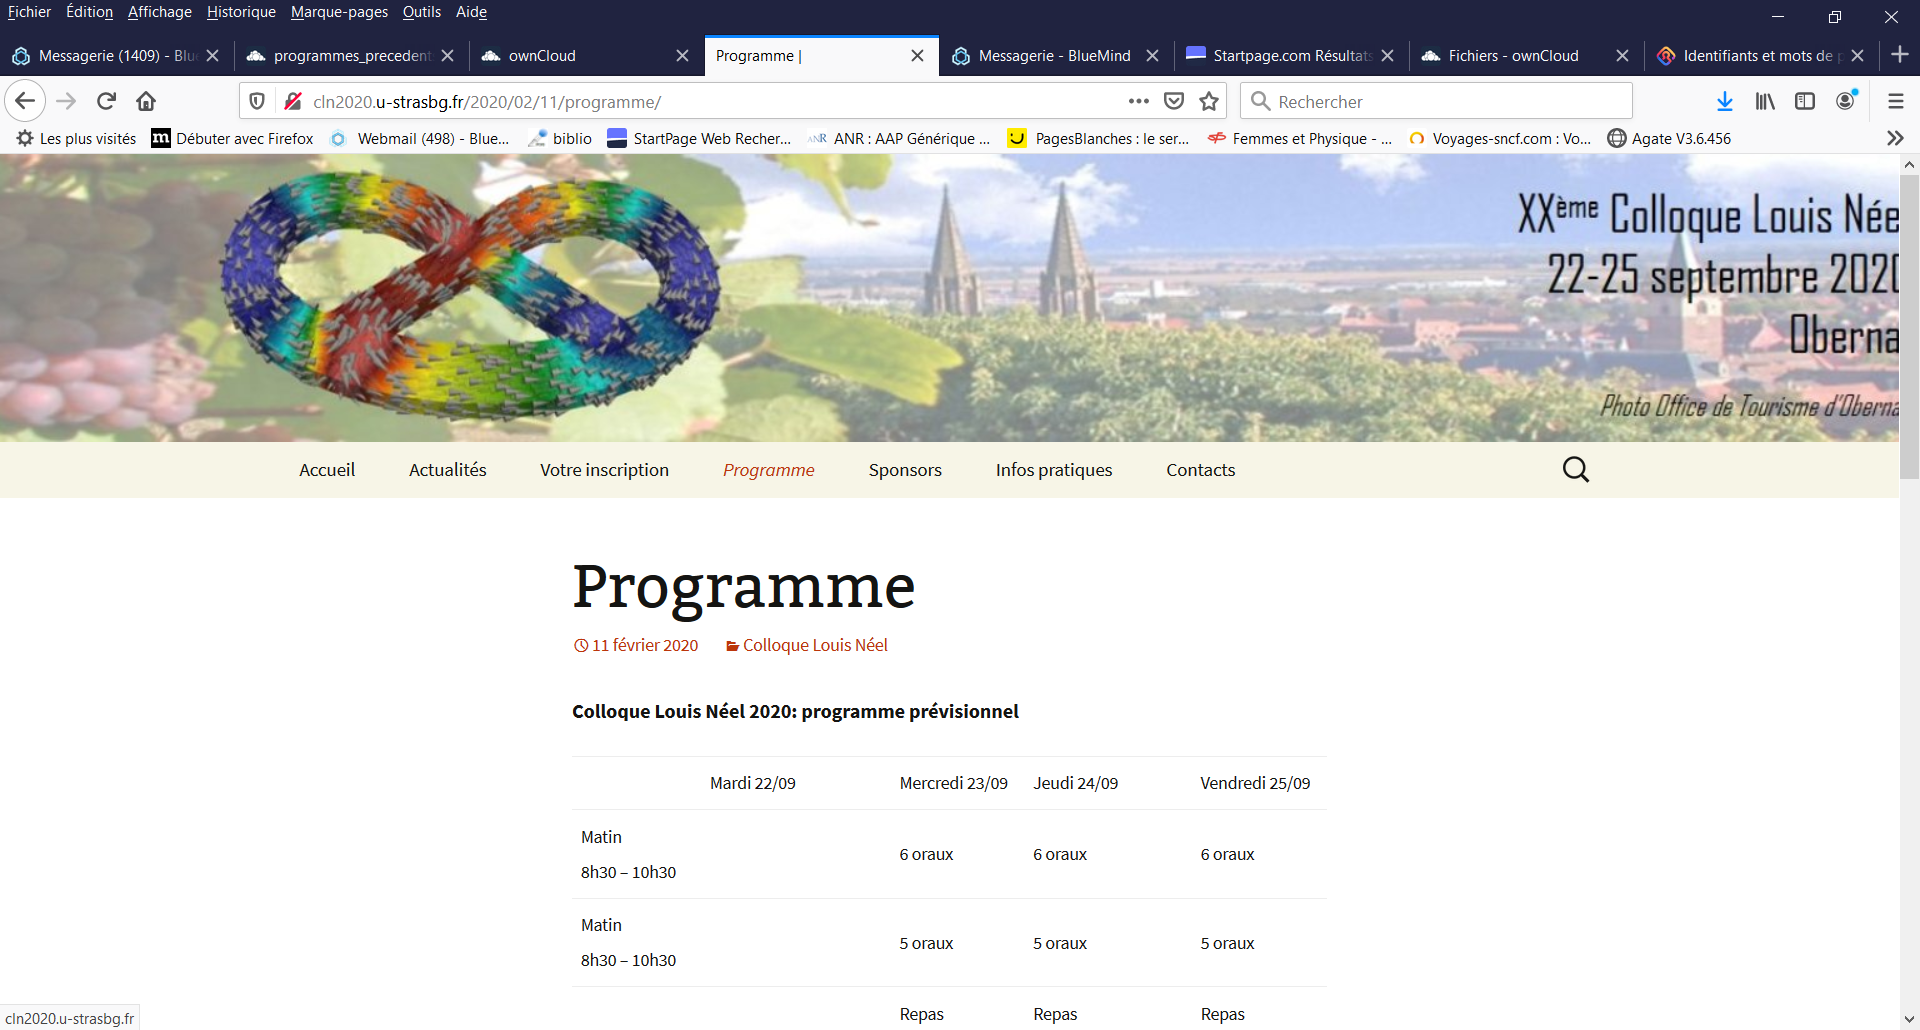 Fichier Édition Affichage Historique Marque-pages Outils Aide
Messagerie (1409) - Blue programmes_precedent ownCloud Programme | Messagerie - BlueMind Startpage.com Résultats Fichiers - ownCloud Identifiants et mots de p
cln2020.u-strasbg.fr/2020/02/11/programme/ Rechercher
Les plus visités Débuter avec Firefox Webmail (498) - Blue... biblio StartPage Web Recher... ANR : AAP Générique ... PagesBlanches : le ser... Femmes et Physique - ... Voyages-sncf.com : Vo... Agate V3.6.456
XXème Colloque Louis Née
22-25 septembre 2020
Oberna
Photo Office de Tourisme d'Oberna
Accueil Actualités Votre inscription Programme Sponsors Infos pratiques Contacts
Programme
11 février 2020 Colloque Louis Néel
Colloque Louis Néel 2020: programme prévisionnel
Mardi 22/09 Mercredi 23/09 Jeudi 24/09 Vendredi 25/09
Matin
8h30 – 10h30 6 oraux 6 oraux 6 oraux
Matin
8h30 – 10h30 5 oraux 5 oraux 5 oraux
Repas Repas Repas
cln2020.u-strasbg.fr